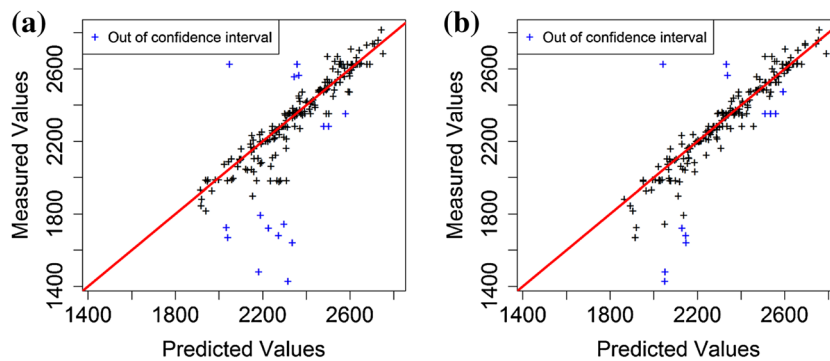 (a)
+ Out of confidence interval
Measured Values
2600
2200
1800
1400
1400 1800 2200 2600
Predicted Values
(b)
+ Out of confidence interval
Measured Values
2600
2200
1800
1400
1400 1800 2200 2600
Predicted Values